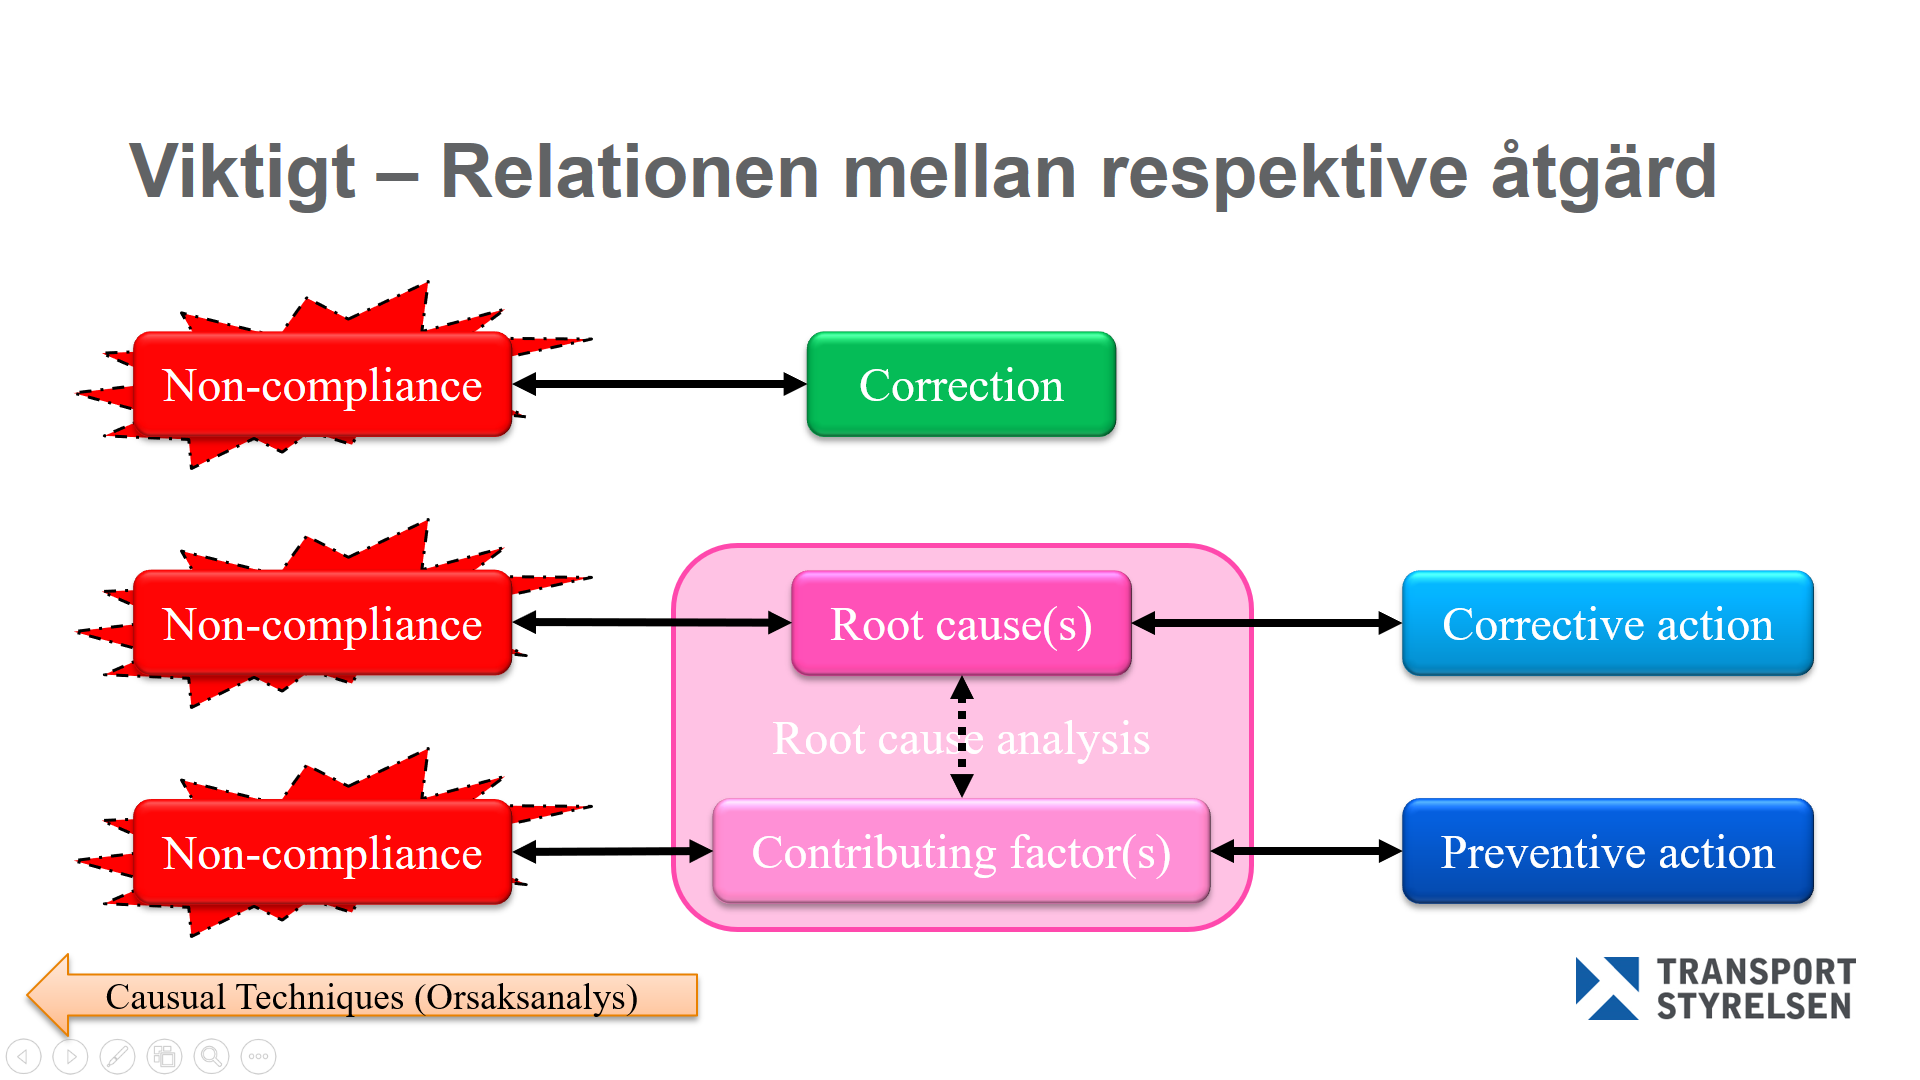 Viktigt – Relationen mellan respektive åtgärd
Non-compliance
Correction
Non-compliance
Root cause(s)
Corrective action
Root cause analysis
Non-compliance
Contributing factor(s)
Preventive action
Causual Techniques (Orsaksanalys)
TRANSPORT
STYRELSEN